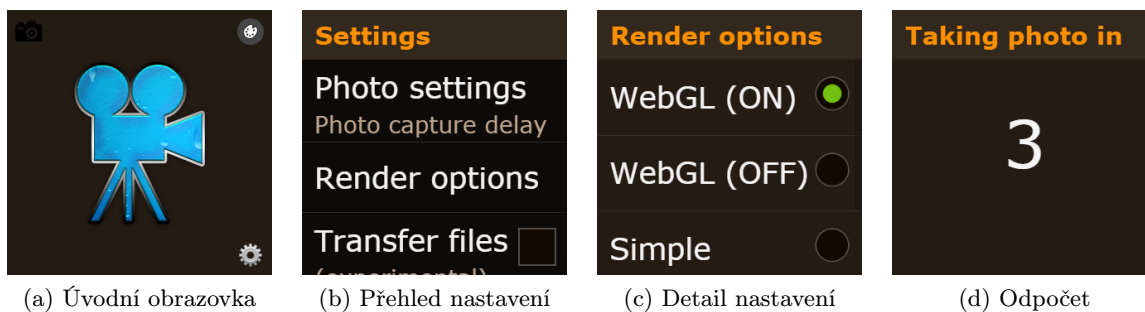 Settings
Photo settings
Photo capture delay
Render options
Transfer files
(experimental)
Render options
WebGL (ON)
WebGL (OFF)
Simple
Taking photo in
3
(a) Úvodní obrazovka
(b) Přehled nastavení
(c) Detail nastavení
(d) Odpočet